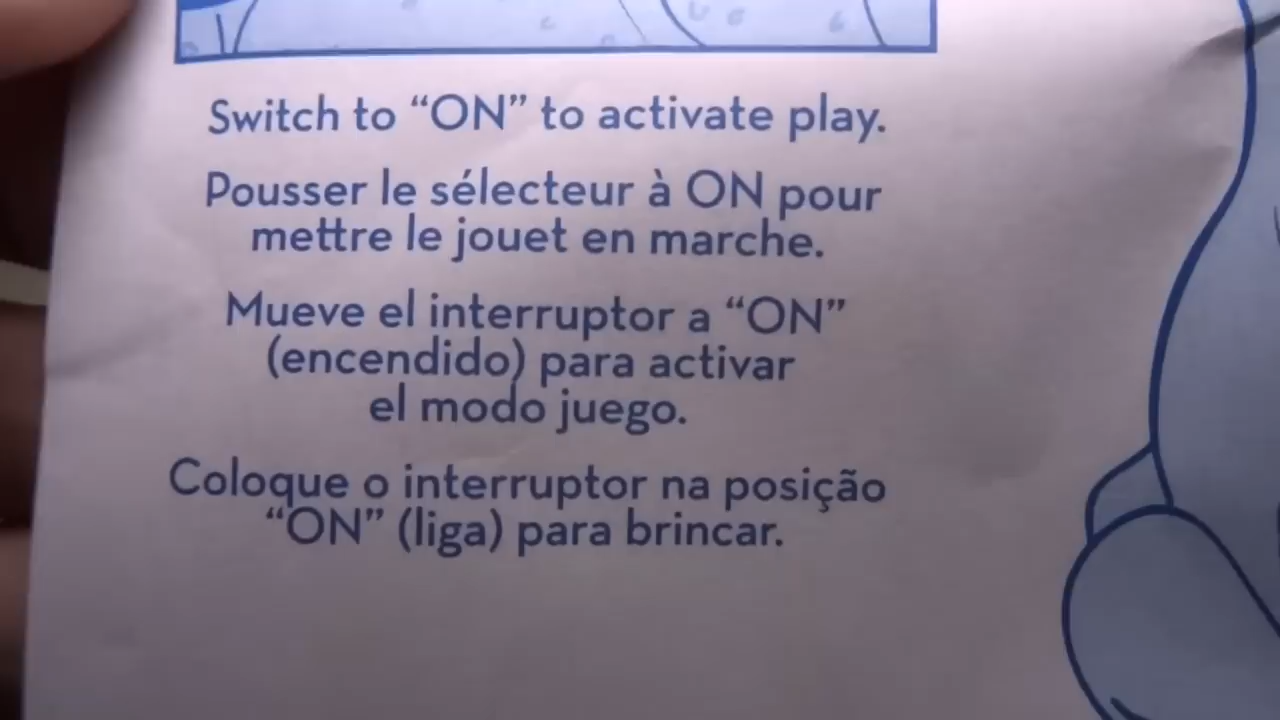 Switch to “ON” to activate play.
Pousser le sélecteur à ON pour
mettre le jouet en marche.
Mueve el interruptor a “ON”
(encendido) para activar
el modo juego.
Coloque o interruptor na posição
“ON” (liga) para brincar.